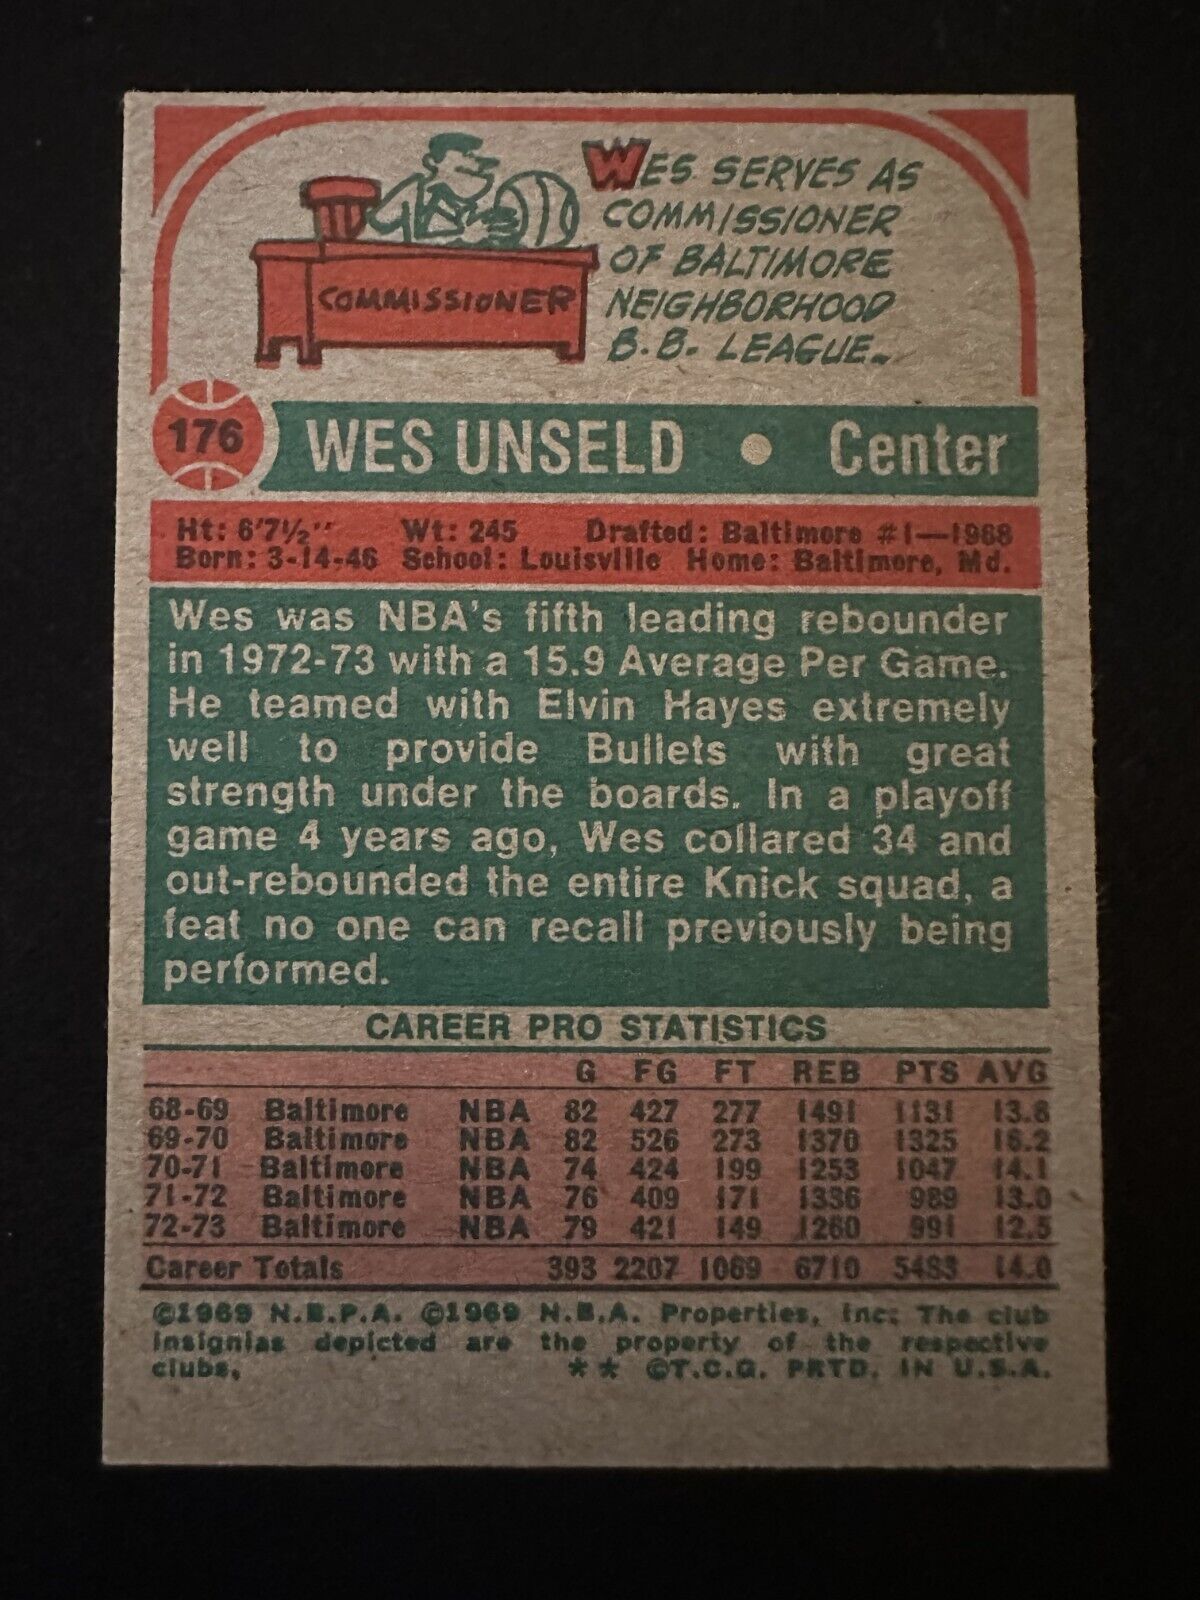 WES SERVES AS
COMMISSIONER
OF BALTIMORE
NEIGHBORHOOD
B.B. LEAGUE.
COMMISSIONER
176
WES UNSELD • Center
Ht: 6'7½" Wt: 245 Drafted: Baltimore #1—1968
Born: 3-14-46 School: Louisville Home: Baltimore, Md.
Wes was NBA's fifth leading rebounder
in 1972-73 with a 15.9 Average Per Game.
He teamed with Elvin Hayes extremely
well to provide Bullets with great
strength under the boards. In a playoff
game 4 years ago, Wes collared 34 and
out-rebounded the entire Knick squad, a
feat no one can recall previously being
performed.
CAREER PRO STATISTICS
G FG FT REB PTS AVG
68-69 Baltimore NBA 82 427 277 1491 1131 13.8
69-70 Baltimore NBA 82 526 273 1370 1325 16.2
70-71 Baltimore NBA 74 424 199 1253 1047 14.1
71-72 Baltimore NBA 76 409 171 1336 989 13.0
72-73 Baltimore NBA 79 421 149 1260 991 12.5
Career Totals 393 2207 1069 6710 5483 14.0
©1969 N.B.P.A. ©1969 N.B.A. Properties, Inc: The club
insignias depicted are the property of the respective
clubs. ** ©T.C.G. PRTD. IN U.S.A.